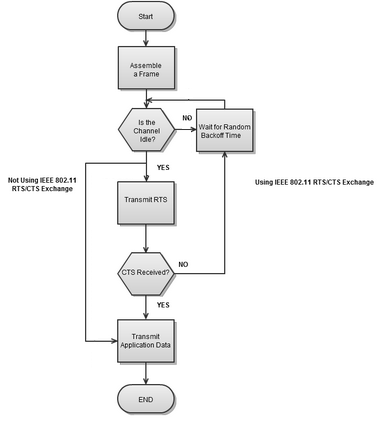 Start
Assemble
a Frame
Is the
Channel
Idle?
NO
Wait for Random
Backoff Time
YES
Not Using IEEE 802.11
RTS/CTS Exchange
Using IEEE 802.11 RTS/CTS Exchange
Transmit RTS
CTS Received?
NO
YES
Transmit
Application Data
END